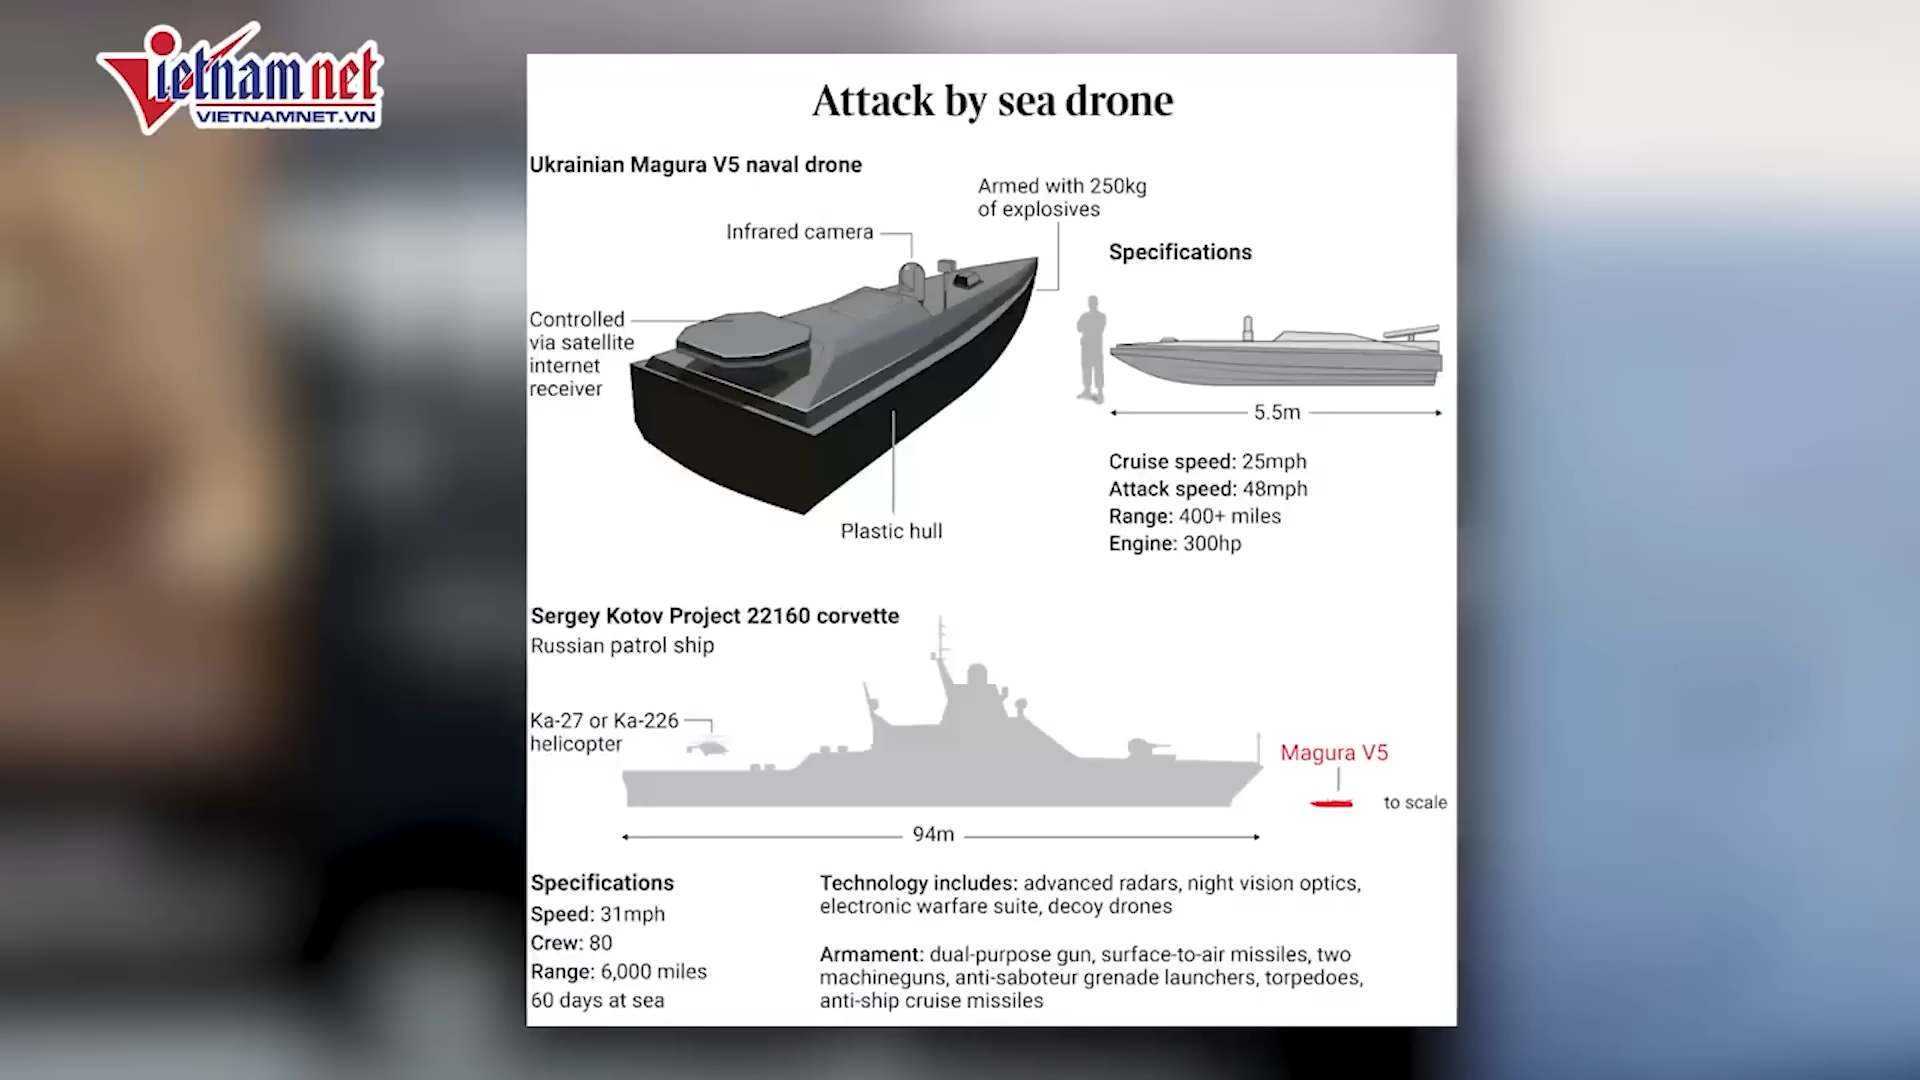 Vietnamnet
VIETNAMNET.VN
Attack by sea drone
Ukrainian Magura V5 naval drone
Armed with 250kg
of explosives
Infrared camera
Controlled
via satellite
internet
receiver
Plastic hull
Specifications
5.5m
Cruise speed: 25mph
Attack speed: 48mph
Range: 400+ miles
Engine: 300hp
Sergey Kotov Project 22160 corvette
Russian patrol ship
Ka-27 or Ka-226
helicopter
Magura V5
to scale
94m
Specifications
Speed: 31mph
Crew: 80
Range: 6,000 miles
60 days at sea
Technology includes: advanced radars, night vision optics,
electronic warfare suite, decoy drones
Armament: dual-purpose gun, surface-to-air missiles, two
machineguns, anti-saboteur grenade launchers, torpedoes,
anti-ship cruise missiles